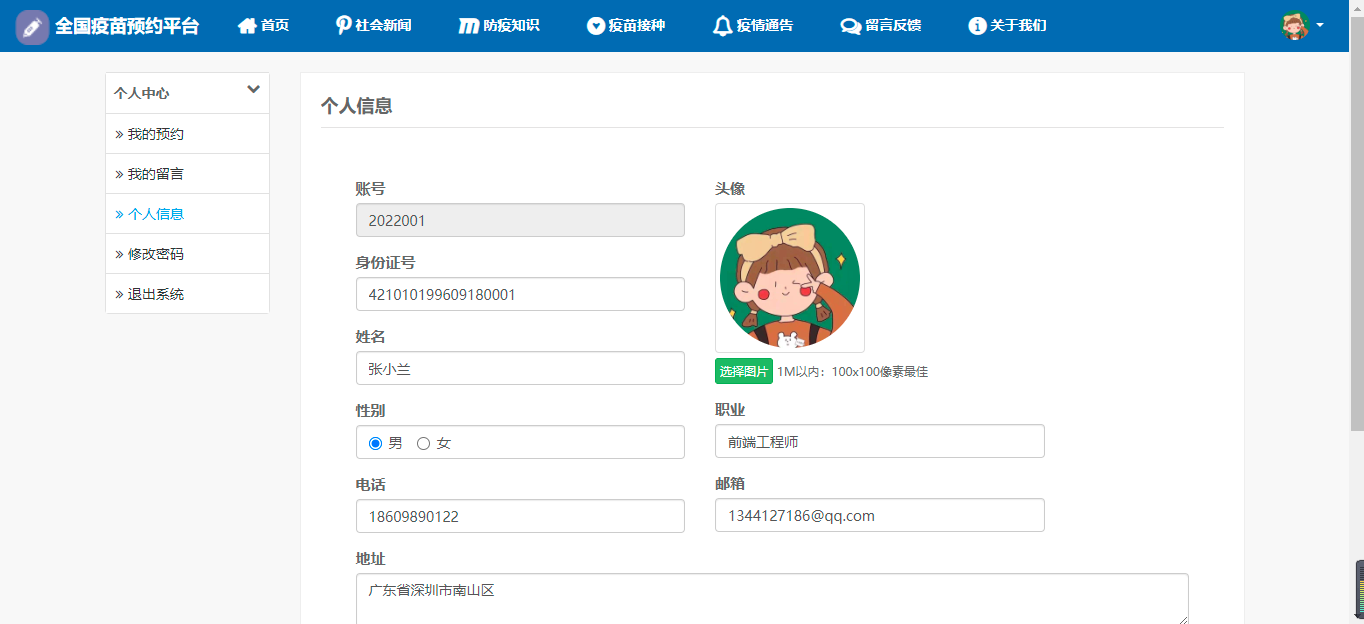 全国疫苗预约平台 首页 社会新闻 防疫知识 疫苗接种 疫情通告 留言反馈 关于我们
个人中心
» 我的预约
» 我的留言
» 个人信息
» 修改密码
» 退出系统
个人信息
账号
2022001
身份证号
421010199609180001
姓名
张小兰
头像
选择图片 1M以内：100x100像素最佳
性别
男 女
职业
前端工程师
电话
18609890122
邮箱
1344127186@qq.com
地址
广东省深圳市南山区